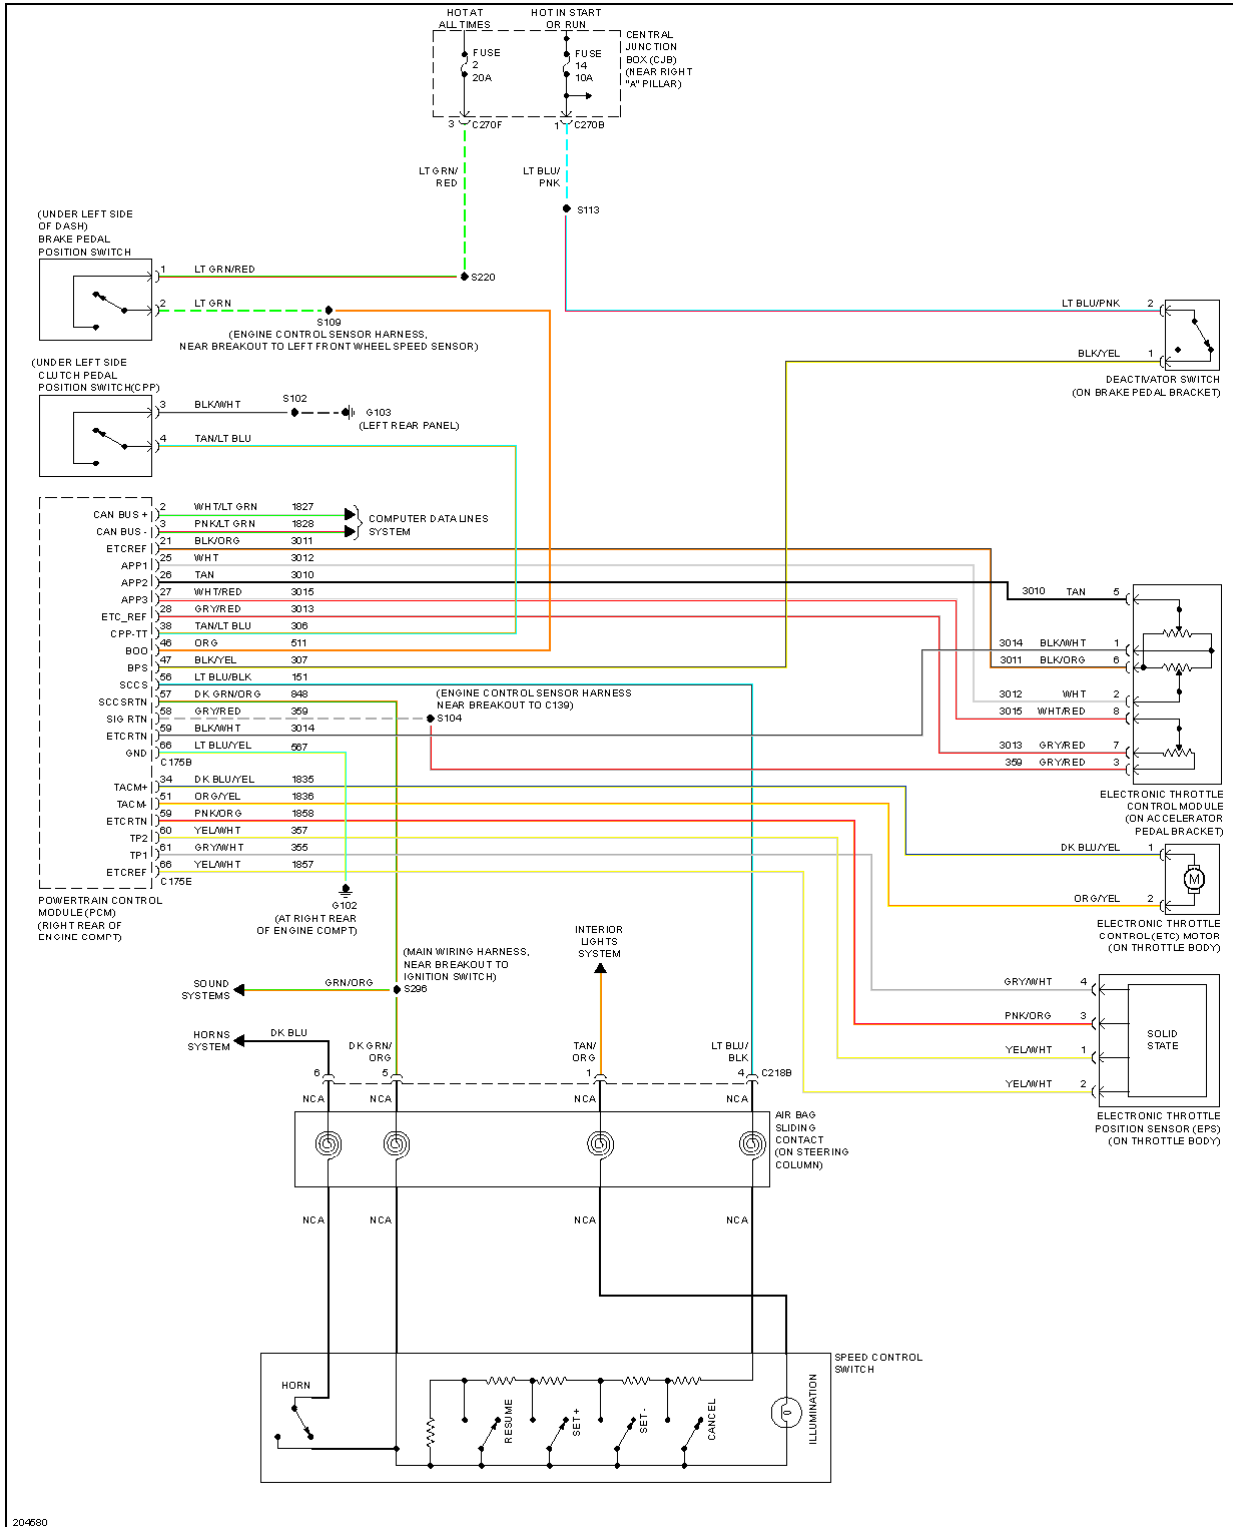 HOT AT
ALL TIMES
HOT IN START
OR RUN
FUSE
2
20A
FUSE
14
10A
CENTRAL
JUNCTION
BOX (CJB)
(NEAR RIGHT
"A" PILLAR)
3 C270F
1 C270B
LT GRN/
RED
LT BLU/
PNK
S113
(UNDER LEFT SIDE
OF DASH)
BRAKE PEDAL
POSITION SWITCH
1 LT GRN/RED
S220
2 LT GRN
S109
(ENGINE CONTROL SENSOR HARNESS,
NEAR BREAKOUT TO LEFT FRONT WHEEL SPEED SENSOR)
LT BLU/PNK 2
BLK/YEL 1
DEACTIVATOR SWITCH
(ON BRAKE PEDAL BRACKET)
(UNDER LEFT SIDE
CLUTCH PEDAL
POSITION SWITCH(CPP)
3 BLK/WHT
S102
G103
(LEFT REAR PANEL)
4 TAN/LT BLU
CAN BUS + 2 WHT/LT GRN 1827
CAN BUS - 3 PNK/LT GRN 1828
COMPUTER DATA LINES
SYSTEM
ETCREF 21 BLK/ORG 3011
APP1 25 WHT 3012
APP2 26 TAN 3010
APP3 27 WHT/RED 3015
ETC_REF 28 GRY/RED 3013
CPP-TT 38 TAN/LT BLU 306
BOO 46 ORG 511
BPS 47 BLK/YEL 307
SCCS 56 LT BLU/BLK 151
SCCSRTN 57 DK GRN/ORG 848
SIG RTN 58 GRY/RED 359
ETCRTN 59 BLK/WHT 3014
GND 66 LT BLU/YEL 567
C175B
TACM+ 34 DK BLU/YEL 1835
TACM- 51 ORG/YEL 1836
ETCRTN 59 PNK/ORG 1858
TP2 60 YEL/WHT 357
TP1 61 GRY/WHT 355
ETCREF 66 YEL/WHT 1857
C175E
POWERTRAIN CONTROL
MODULE (PCM)
(RIGHT REAR OF
ENGINE COMPT)
(ENGINE CONTROL SENSOR HARNESS
NEAR BREAKOUT TO C139)
S104
3010 TAN 5
3014 BLK/WHT 1
3011 BLK/ORG 6
3012 WHT 2
3015 WHT/RED 8
3013 GRY/RED 7
359 GRY/RED 3
ELECTRONIC THROTTLE
CONTROL MODULE
(ON ACCELERATOR
PEDAL BRACKET)
DK BLU/YEL 1
M
ORG/YEL 2
ELECTRONIC THROTTLE
CONTROL (ETC) MOTOR
(ON THROTTLE BODY)
G102
(AT RIGHT REAR
OF ENGINE COMPT)
(MAIN WIRING HARNESS,
NEAR BREAKOUT TO
IGNITION SWITCH)
S296
INTERIOR
LIGHTS
SYSTEM
SOUND
SYSTEMS
GRN/ORG
HORNS
SYSTEM
DK BLU
GRY/WHT 4
PNK/ORG 3
YEL/WHT 1
YEL/WHT 2
SOLID
STATE
ELECTRONIC THROTTLE
POSITION SENSOR (EPS)
(ON THROTTLE BODY)
DK GRN/
ORG
TAN/
ORG
LT BLU/
BLK
6 5 1 4 C218B
NCA NCA NCA NCA
AIR BAG
SLIDING
CONTACT
(ON STEERING
COLUMN)
NCA NCA NCA NCA
SPEED CONTROL
SWITCH
HORN
RESUME
SET +
SET -
CANCEL
ILLUMINATION
204580